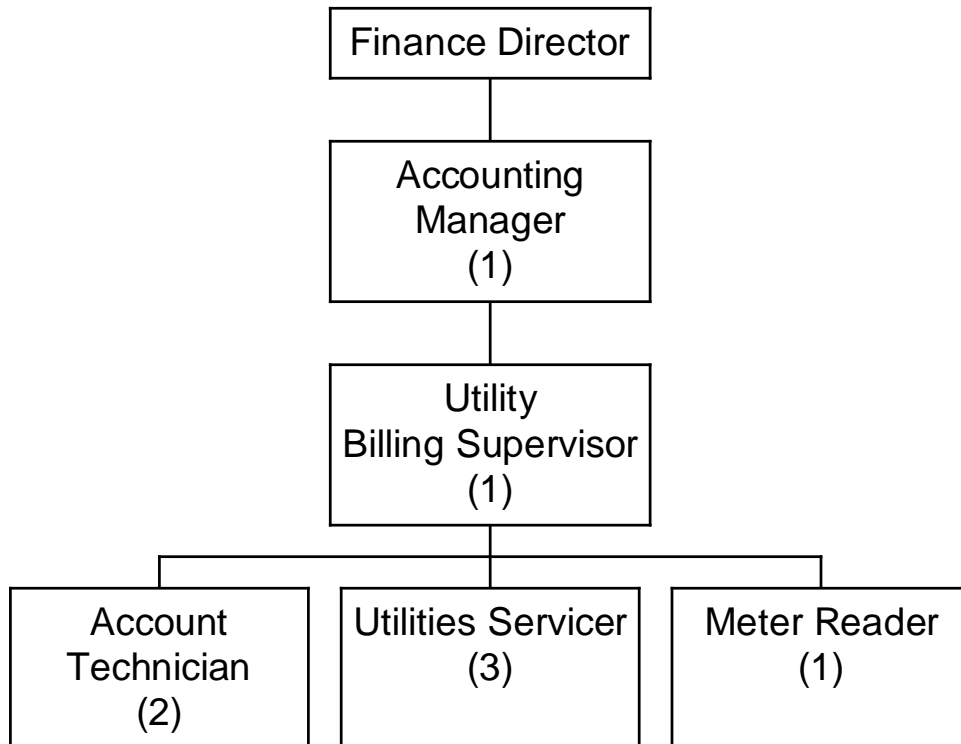 Finance Director
Accounting
Manager
(1)
Utility
Billing Supervisor
(1)
Account
Technician
(2)
Utilities Servicer
(3)
Meter Reader
(1)